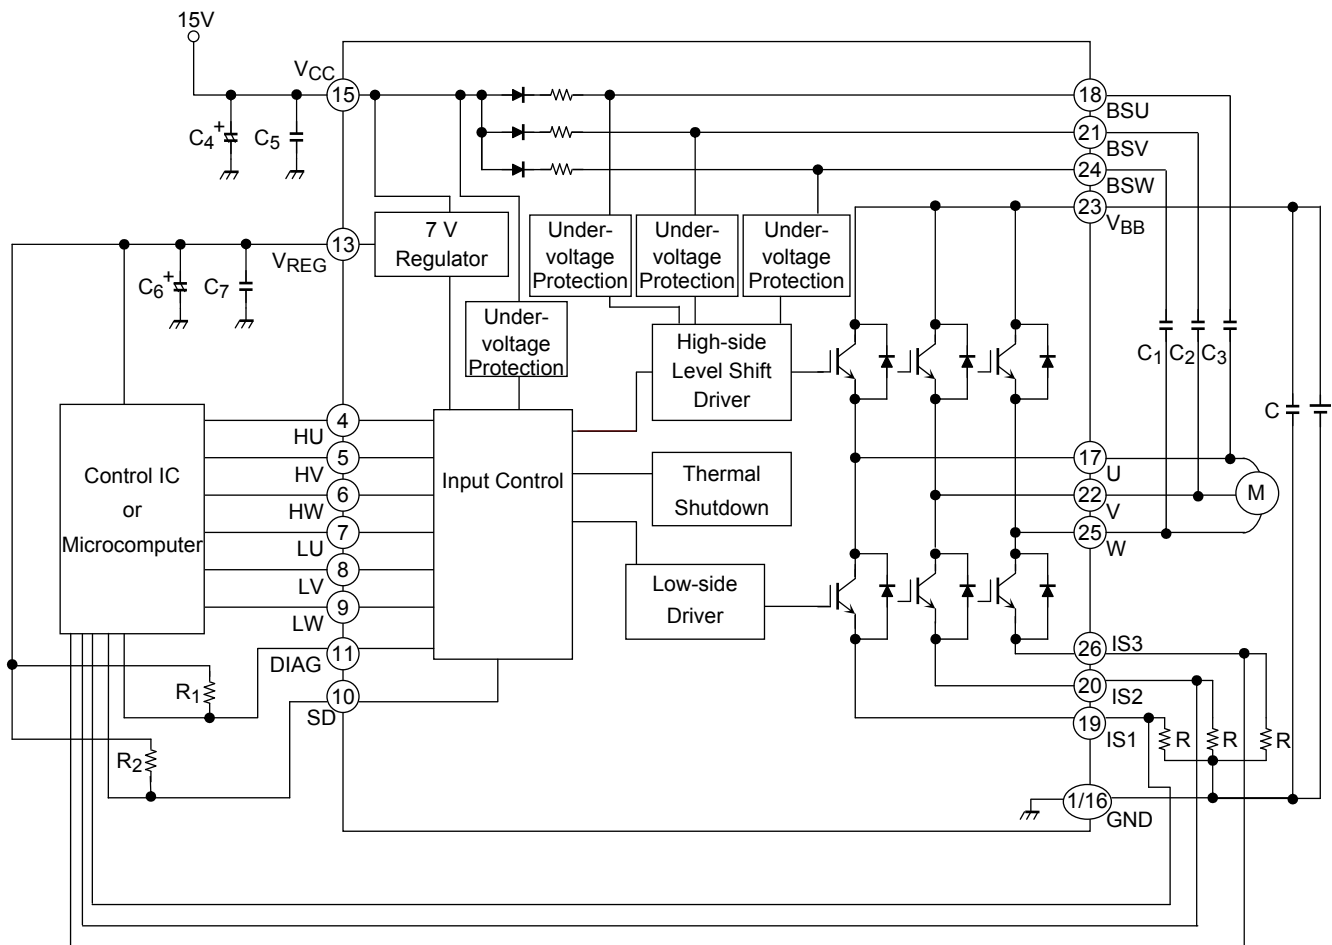 15V
VCC
15
18
BSU
C4
+
C5
21
BSV
24
BSW
23
VBB
13
VREG
7 V
Regulator
Under-
voltage
Protection
Under-
voltage
Protection
Under-
voltage
Protection
C6
+
C7
Under-
voltage
Protection
High-side
Level Shift
Driver
C1
C2
C3
C
Control IC
or
Microcomputer
4
HU
5
HV
6
HW
7
LU
8
LV
9
LW
11
DIAG
10
SD
Input Control
Thermal
Shutdown
Low-side
Driver
17
U
22
V
25
W
M
26
IS3
20
IS2
19
IS1
R1
R2
R
R
R
1/16
GND